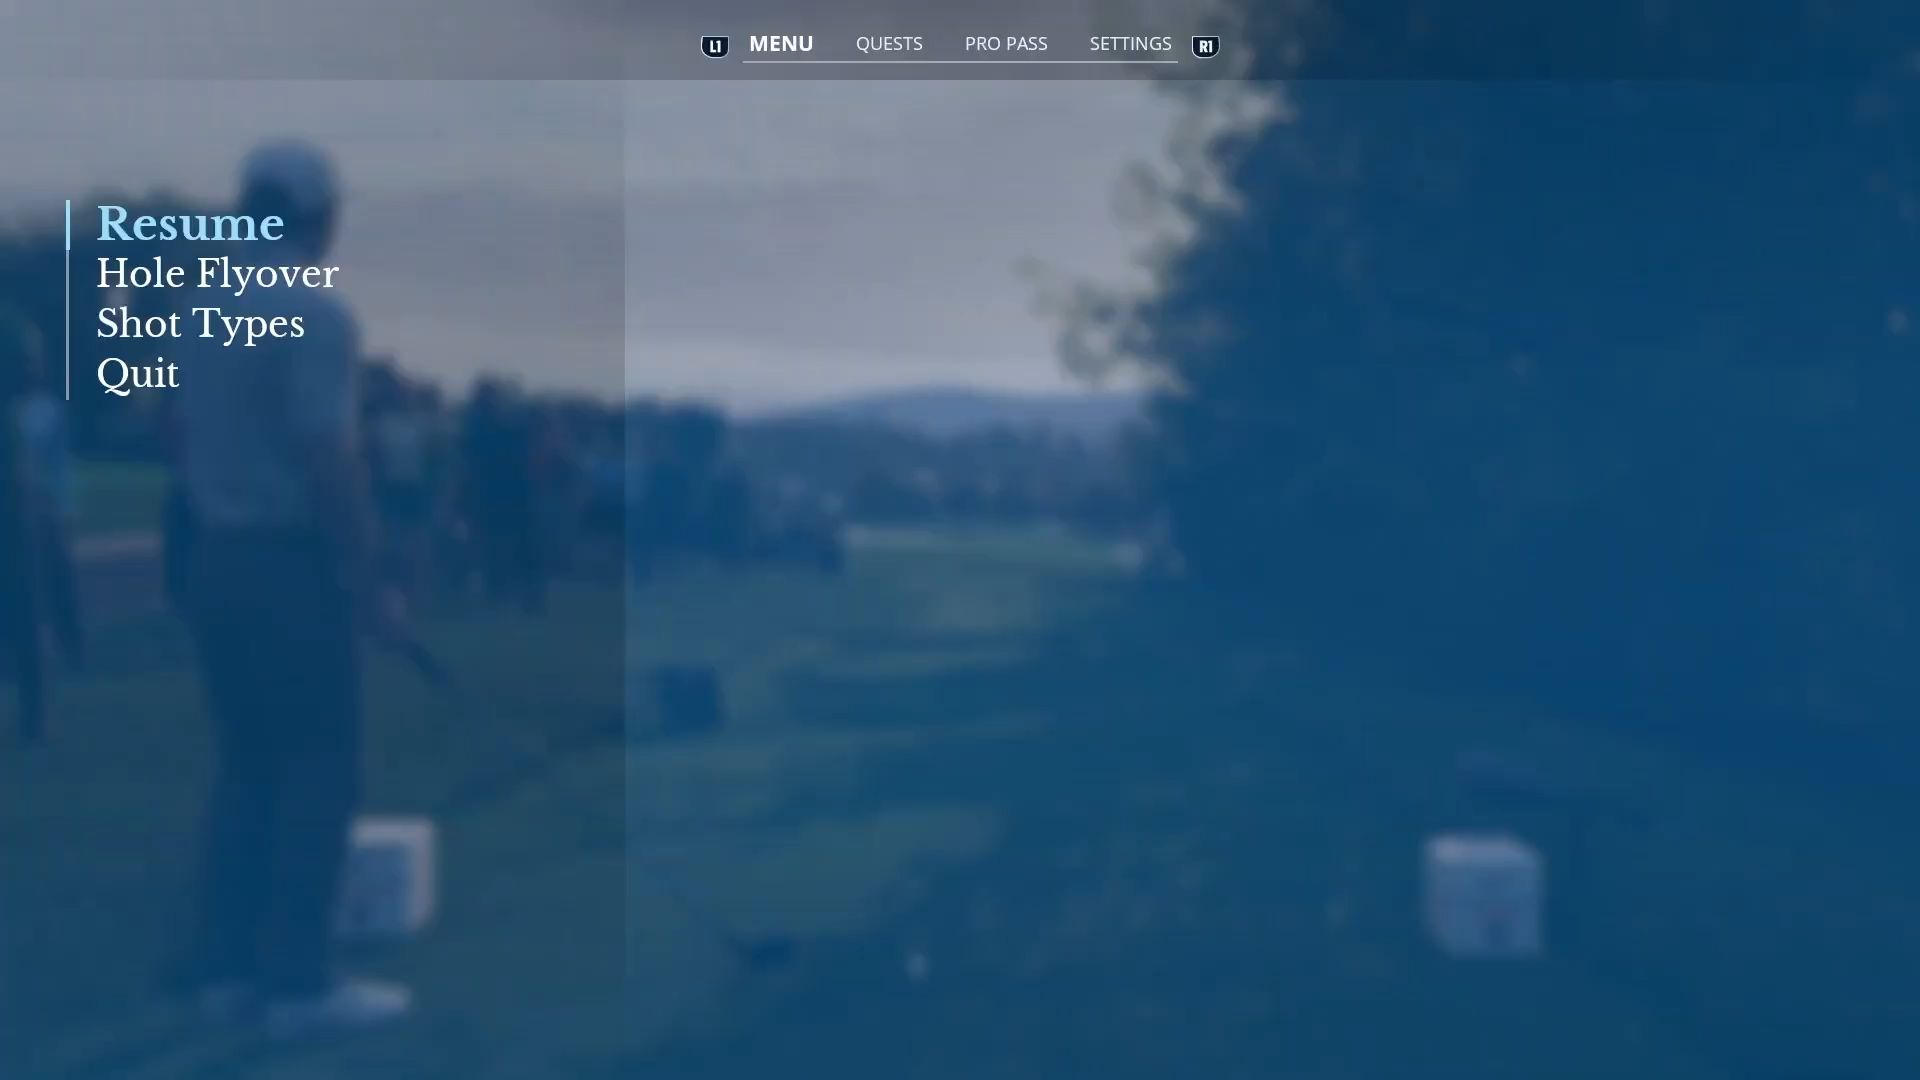 L1 MENU QUESTS PRO PASS SETTINGS R1
Resume
Hole Flyover
Shot Types
Quit